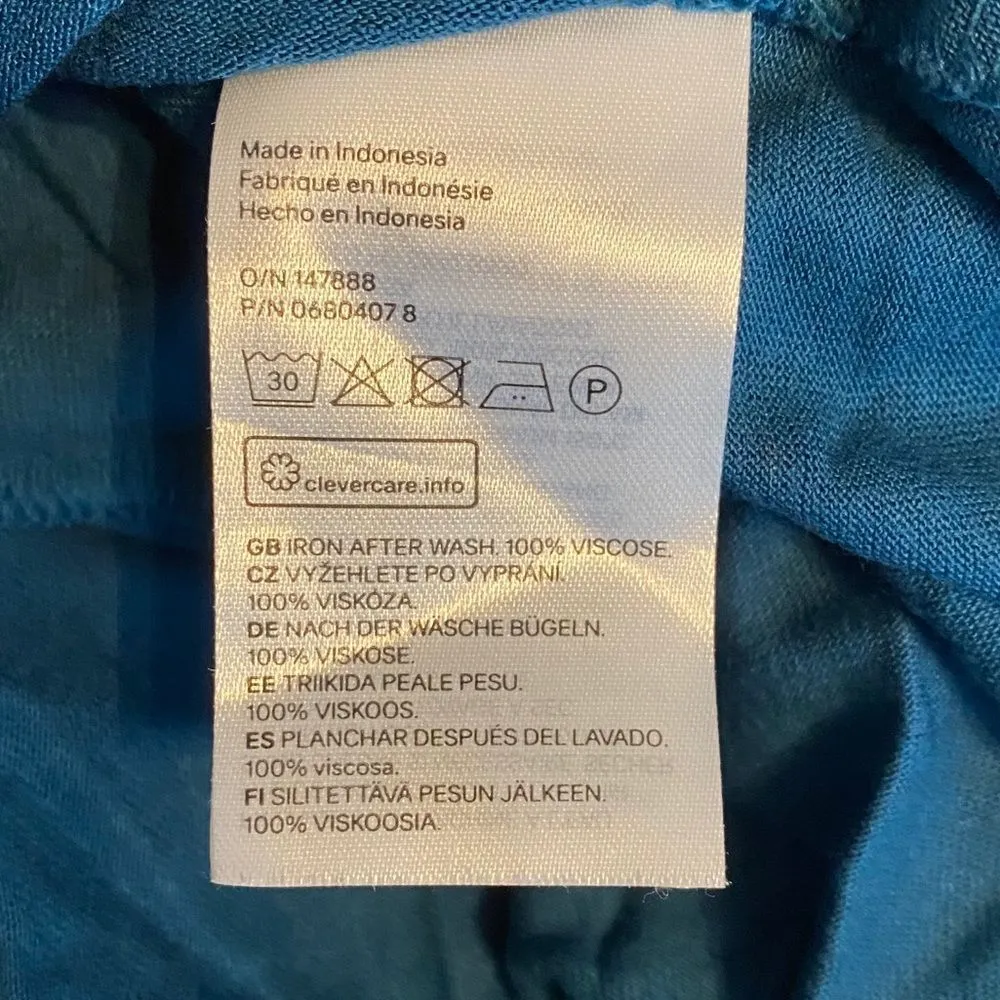 Made in Indonesia
Fabriqué en Indonésie
Hecho en Indonesia
O/N 147888
P/N 0680407 8
30 P
clevercare.info
GB IRON AFTER WASH. 100% VISCOSE.
CZ VYŽEHLETE PO VYPRÁNÍ.
100% VISKÓZA.
DE NACH DER WÄSCHE BÜGELN.
100% VISKOSE.
EE TRIIKIDA PEALE PESU.
100% VISKOOS.
ES PLANCHAR DESPUÉS DEL LAVADO.
100% viscosa.
FI SILITETTÄVÄ PESUN JÄLKEEN.
100% VISKOOSIA.